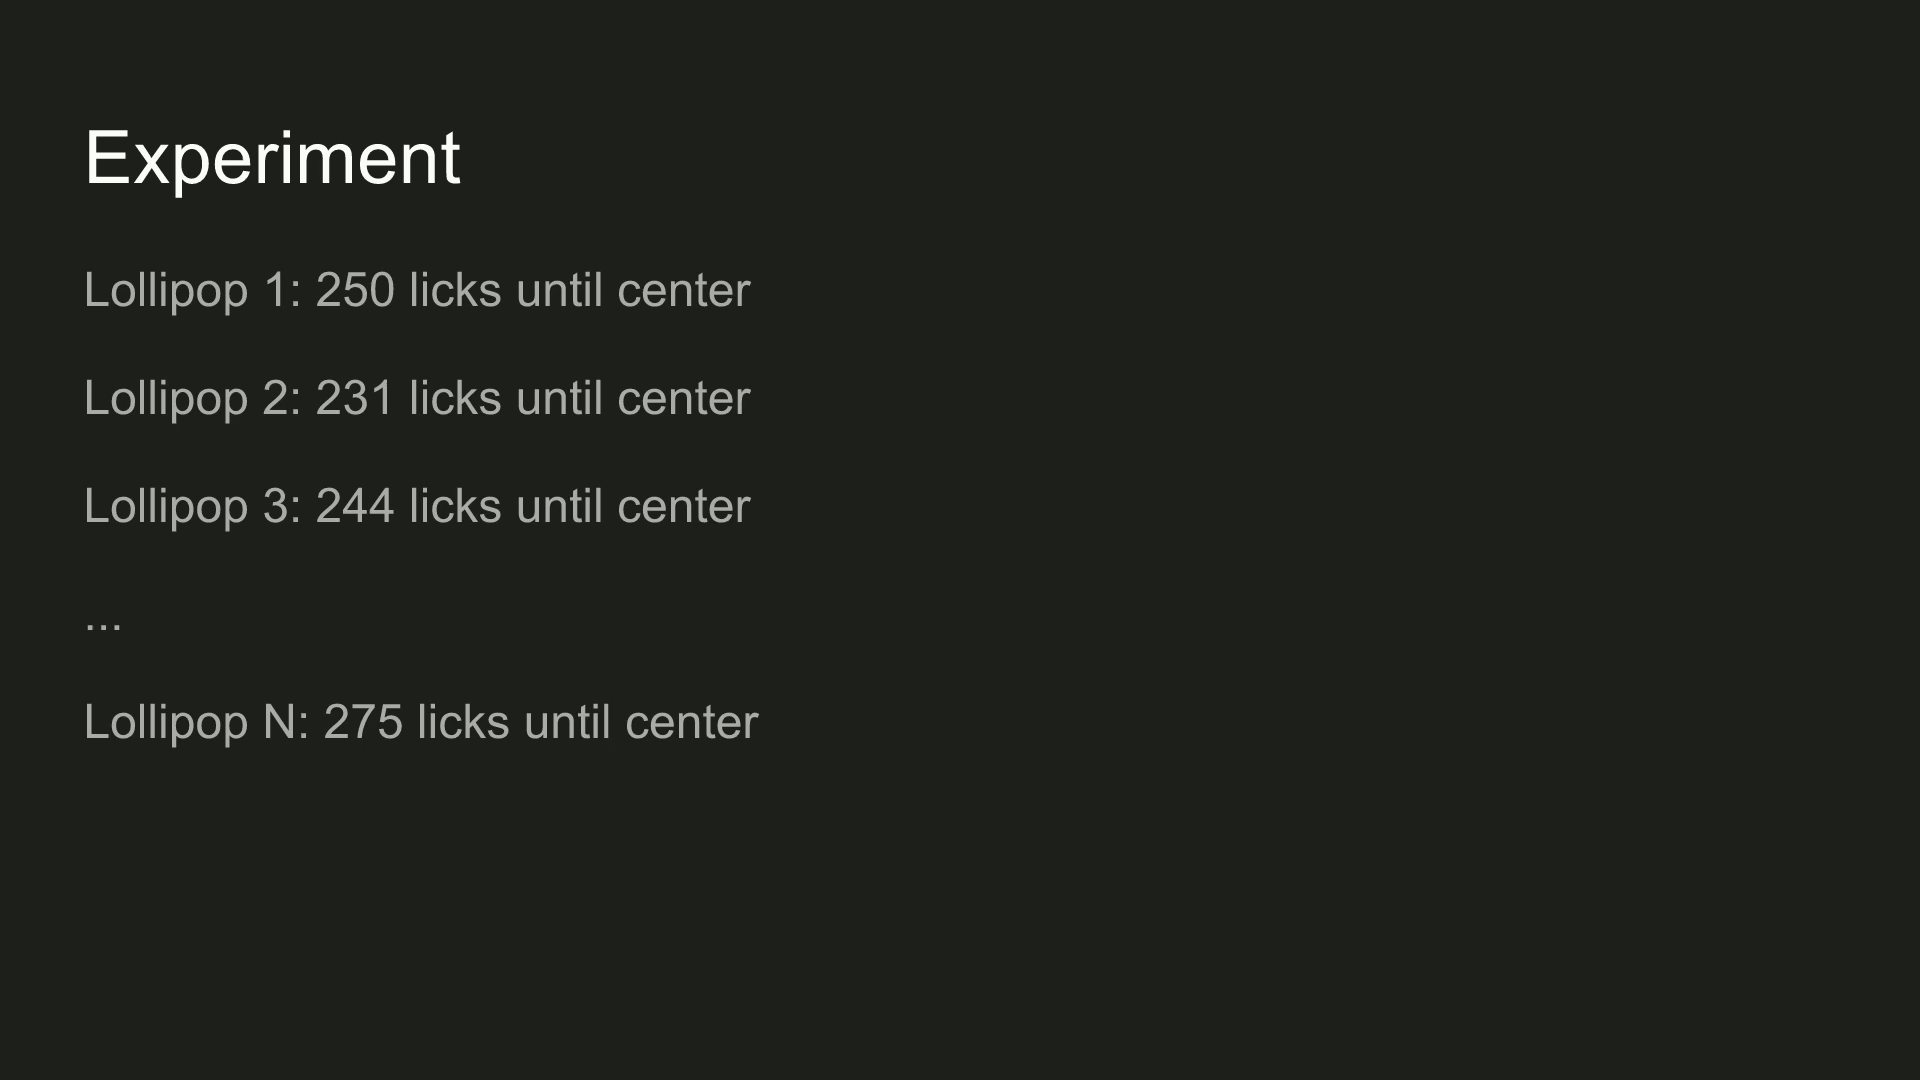 Experiment
Lollipop 1: 250 licks until center
Lollipop 2: 231 licks until center
Lollipop 3: 244 licks until center
...
Lollipop N: 275 licks until center